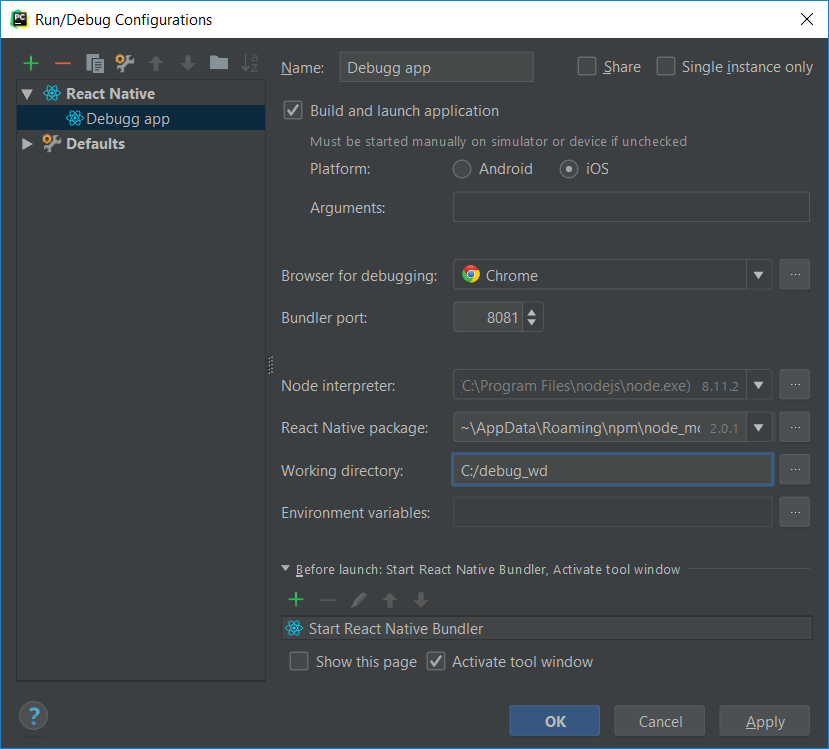 PC Run/Debug Configurations
Name: Debugg app Share Single instance only
React Native
Debugg app
Defaults
Build and launch application
Must be started manually on simulator or device if unchecked
Platform: Android iOS
Arguments:
Browser for debugging: Chrome ...
Bundler port: 8081
Node interpreter: C:\Program Files\nodejs\node.exe) 8.11.2 ...
React Native package: ~\AppData\Roaming\npm\node_mo 2.0.1 ...
Working directory: C:/debug_wd ...
Environment variables: ...
Before launch: Start React Native Bundler, Activate tool window
Start React Native Bundler
Show this page Activate tool window
? OK Cancel Apply